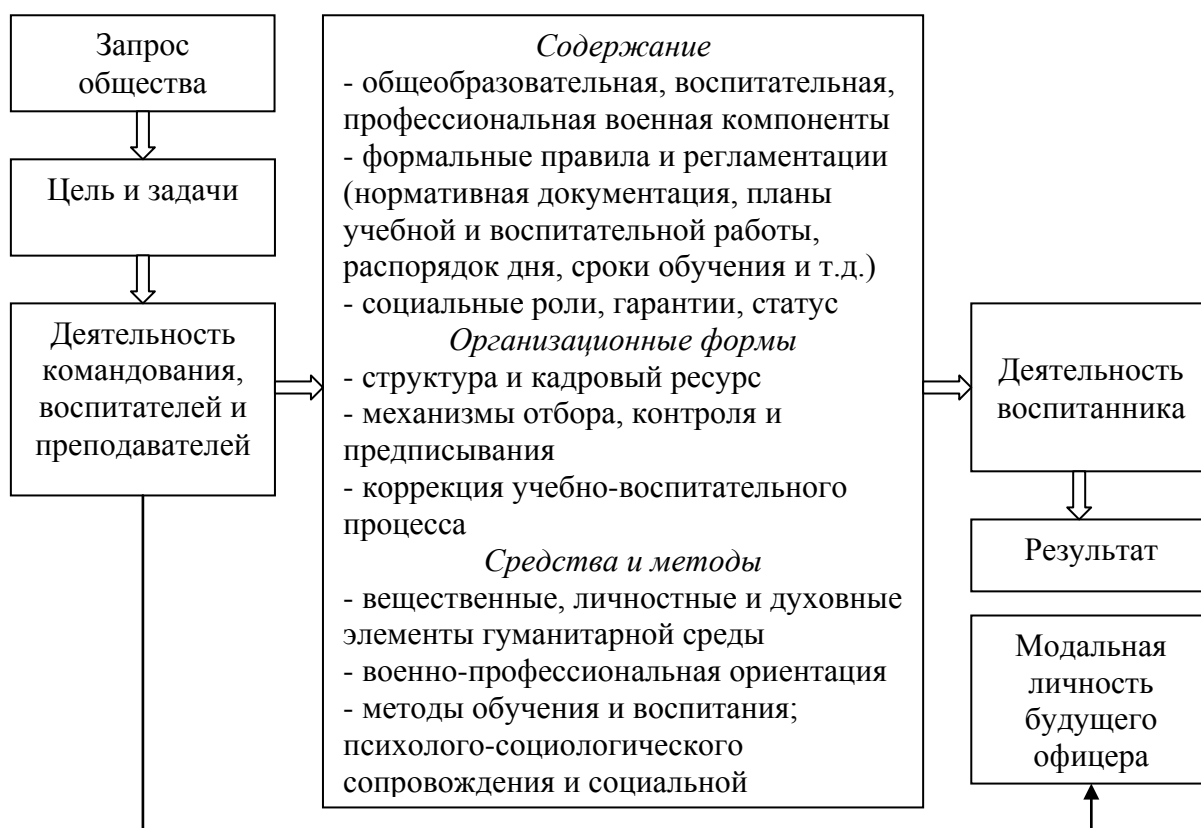 Запрос
общества
Цель и задачи
Деятельность
командования,
воспитателей и
преподавателей
Содержание
- общеобразовательная, воспитательная,
профессиональная военная компоненты
- формальные правила и регламентации
(нормативная документация, планы
учебной и воспитательной работы,
распорядок дня, сроки обучения и т.д.)
- социальные роли, гарантии, статус
Организационные формы
- структура и кадровый ресурс
- механизмы отбора, контроля и
предписывания
- коррекция учебно-воспитательного
процесса
Средства и методы
- вещественные, личностные и духовные
элементы гуманитарной среды
- военно-профессиональная ориентация
- методы обучения и воспитания;
психолого-социологического
сопровождения и социальной
Деятельность
воспитанника
Результат
Модальная
личность
будущего
офицера